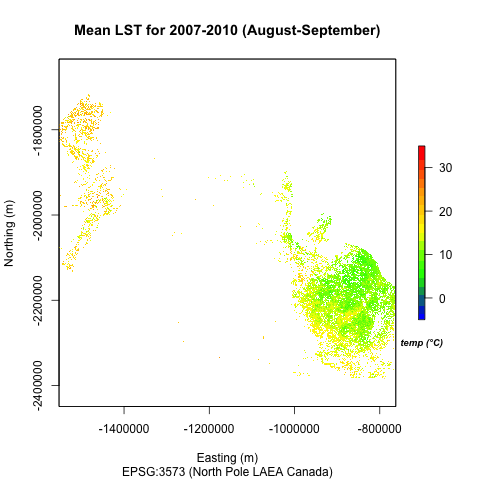 Mean LST for 2007-2010 (August-September)
-1800000
-2000000
-2200000
-2400000
Northing (m)
30
20
10
0
temp (°C)
-1400000 -1200000 -1000000 -800000
Easting (m)
EPSG:3573 (North Pole LAEA Canada)